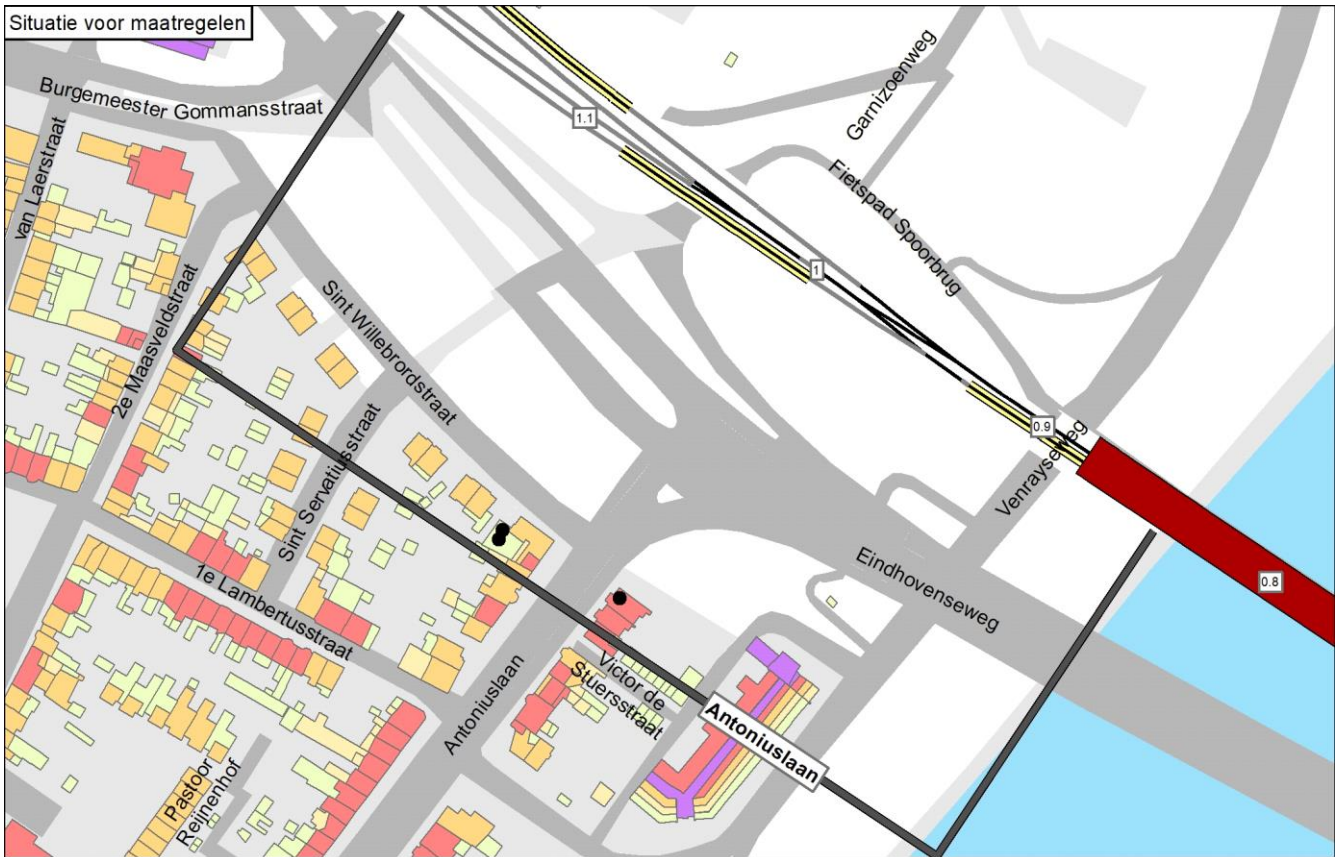 Situatie voor maatregelen
Burgemeester Gommansstraat
van Laerstraat
2e Maasveldstraat
Sint Willebrordstraat
Sint Servatiusstraat
1e Lambertusstraat
Pastoor
Reijnenhof
Antoniuslaan
Victor de
Stuersstraat
Antoniuslaan
Eindhovenseweg
Venrayseweg
Fietspad Spoorbrug
Garnizoenweg
1.1
1
0.9
0.8